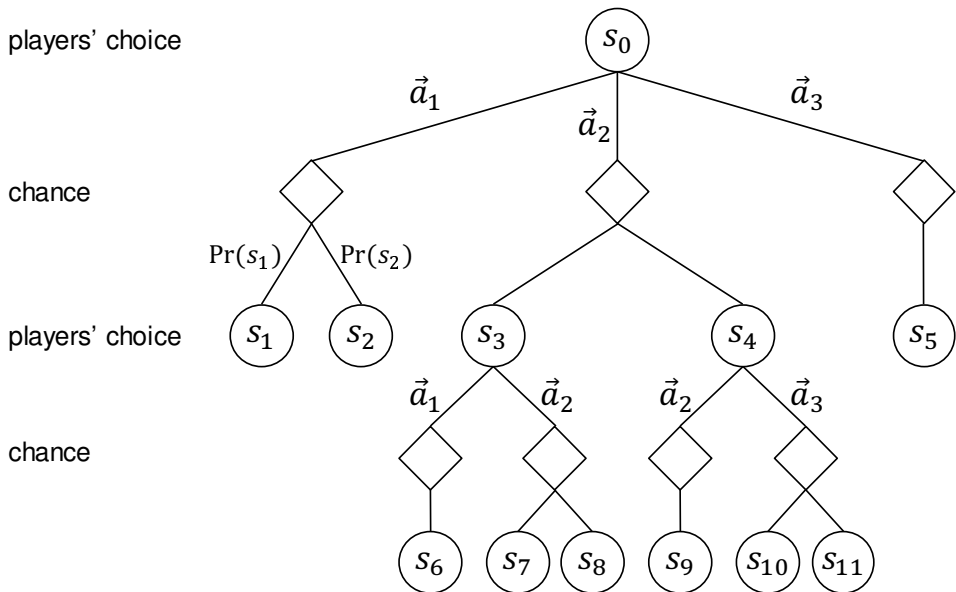 players’ choice
s₀
a⃗₁
a⃗₂
a⃗₃
chance
Pr(s₁)
Pr(s₂)
players’ choice
s₁
s₂
s₃
s₄
s₅
a⃗₁
a⃗₂
a⃗₂
a⃗₃
chance
s₆
s₇
s₈
s₉
s₁₀
s₁₁